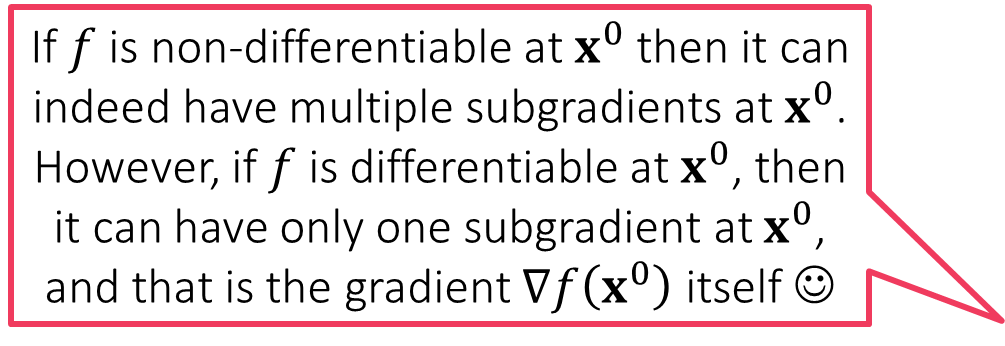 If 𝑓 is non-differentiable at 𝐱⁰ then it can
indeed have multiple subgradients at 𝐱⁰.
However, if 𝑓 is differentiable at 𝐱⁰, then
it can have only one subgradient at 𝐱⁰,
and that is the gradient ∇𝑓(𝐱⁰) itself ☺